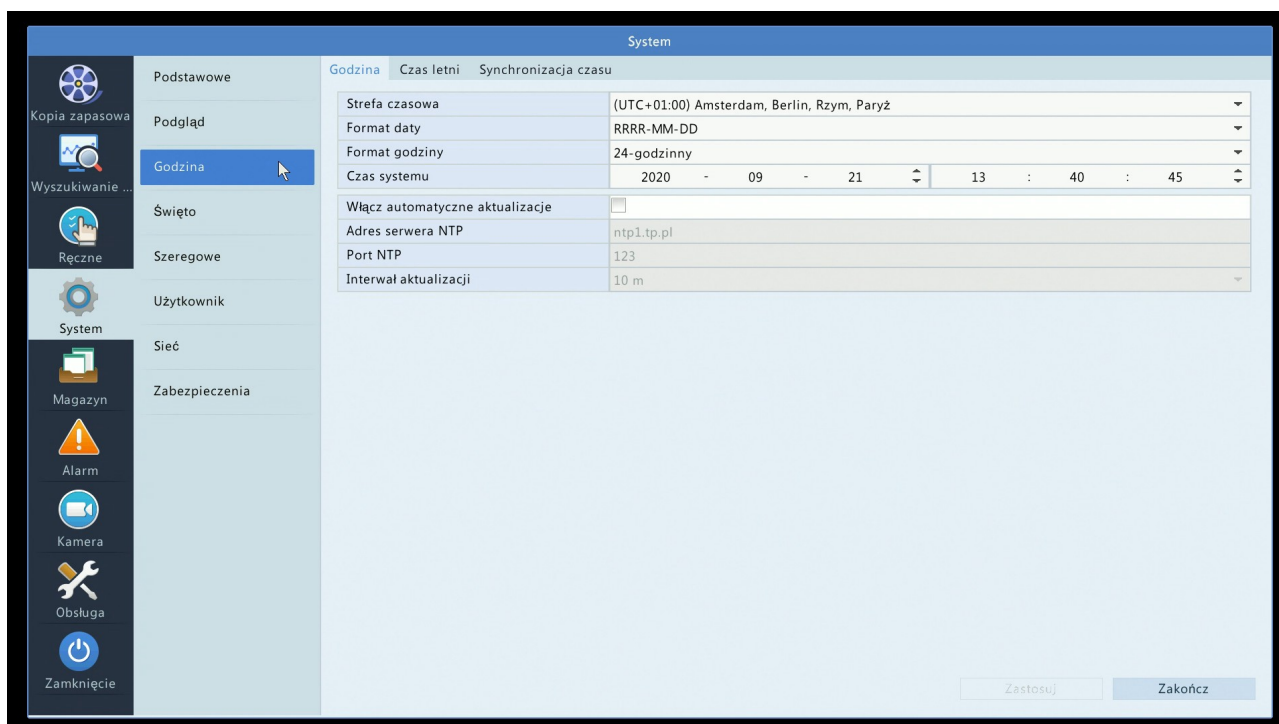 System
Kopia zapasowa
Wyszukiwanie ...
Ręczne
System
Magazyn
Alarm
Kamera
Obsługa
Zamknięcie
Podstawowe
Podgląd
Godzina
Święto
Szeregowe
Użytkownik
Sieć
Zabezpieczenia
Godzina Czas letni Synchronizacja czasu
Strefa czasowa (UTC+01:00) Amsterdam, Berlin, Rzym, Paryż
Format daty RRRR-MM-DD
Format godziny 24-godzinny
Czas systemu 2020 - 09 - 21 13 : 40 : 45
Włącz automatyczne aktualizacje
Adres serwera NTP ntp1.tp.pl
Port NTP 123
Interwał aktualizacji 10 m
Zastosuj Zakończ